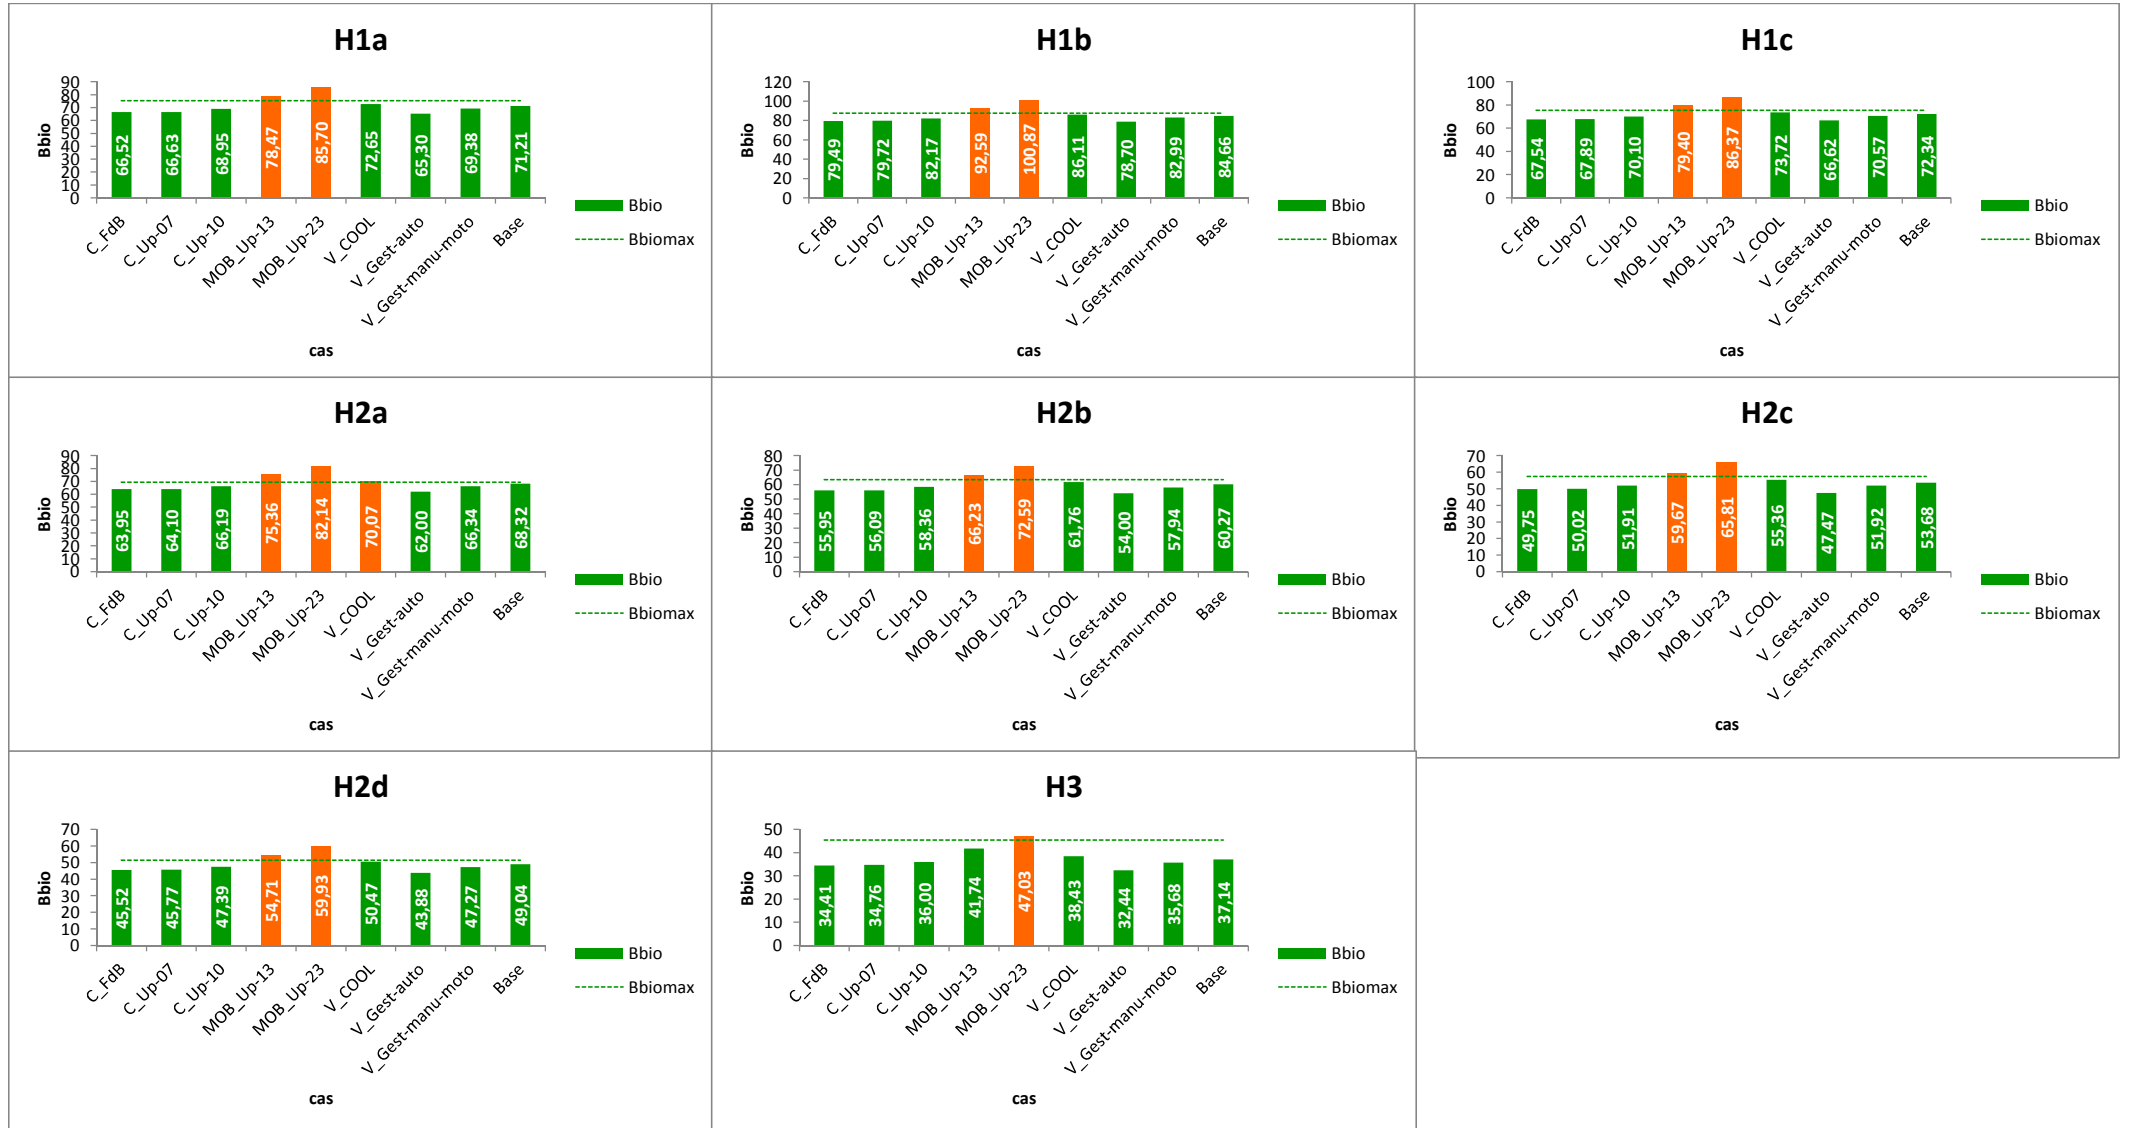 H1a
Bbio
90
80
70
60
50
40
30
20
10
0
66,52
66,63
68,95
78,47
85,70
72,65
65,30
69,38
71,21
C_FdB
C_Up-07
C_Up-10
MOB_Up-13
MOB_Up-23
V_COOL
V_Gest-auto
V_Gest-manu-moto
Base
cas
Bbio
Bbiomax
H1b
Bbio
120
100
80
60
40
20
0
79,49
79,72
82,17
92,59
100,87
86,11
78,70
82,99
84,66
C_FdB
C_Up-07
C_Up-10
MOB_Up-13
MOB_Up-23
V_COOL
V_Gest-auto
V_Gest-manu-moto
Base
cas
Bbio
Bbiomax
H1c
Bbio
100
80
60
40
20
0
67,54
67,89
70,10
79,40
86,37
73,72
66,62
70,57
72,34
C_FdB
C_Up-07
C_Up-10
MOB_Up-13
MOB_Up-23
V_COOL
V_Gest-auto
V_Gest-manu-moto
Base
cas
Bbio
Bbiomax
H2a
Bbio
90
80
70
60
50
40
30
20
10
0
63,95
64,10
66,19
75,36
82,14
70,07
62,00
66,34
68,32
C_FdB
C_Up-07
C_Up-10
MOB_Up-13
MOB_Up-23
V_COOL
V_Gest-auto
V_Gest-manu-moto
Base
cas
Bbio
Bbiomax
H2b
Bbio
80
70
60
50
40
30
20
10
0
55,95
56,09
58,36
66,23
72,59
61,76
54,00
57,94
60,27
C_FdB
C_Up-07
C_Up-10
MOB_Up-13
MOB_Up-23
V_COOL
V_Gest-auto
V_Gest-manu-moto
Base
cas
Bbio
Bbiomax
H2c
Bbio
70
60
50
40
30
20
10
0
49,75
50,02
51,91
59,67
65,81
55,36
47,47
51,92
53,68
C_FdB
C_Up-07
C_Up-10
MOB_Up-13
MOB_Up-23
V_COOL
V_Gest-auto
V_Gest-manu-moto
Base
cas
Bbio
Bbiomax
H2d
Bbio
70
60
50
40
30
20
10
0
45,52
45,77
47,39
54,71
59,93
50,47
43,88
47,27
49,04
C_FdB
C_Up-07
C_Up-10
MOB_Up-13
MOB_Up-23
V_COOL
V_Gest-auto
V_Gest-manu-moto
Base
cas
Bbio
Bbiomax
H3
Bbio
50
40
30
20
10
0
34,41
34,76
36,00
41,74
47,03
38,43
32,44
35,68
37,14
C_FdB
C_Up-07
C_Up-10
MOB_Up-13
MOB_Up-23
V_COOL
V_Gest-auto
V_Gest-manu-moto
Base
cas
Bbio
Bbiomax